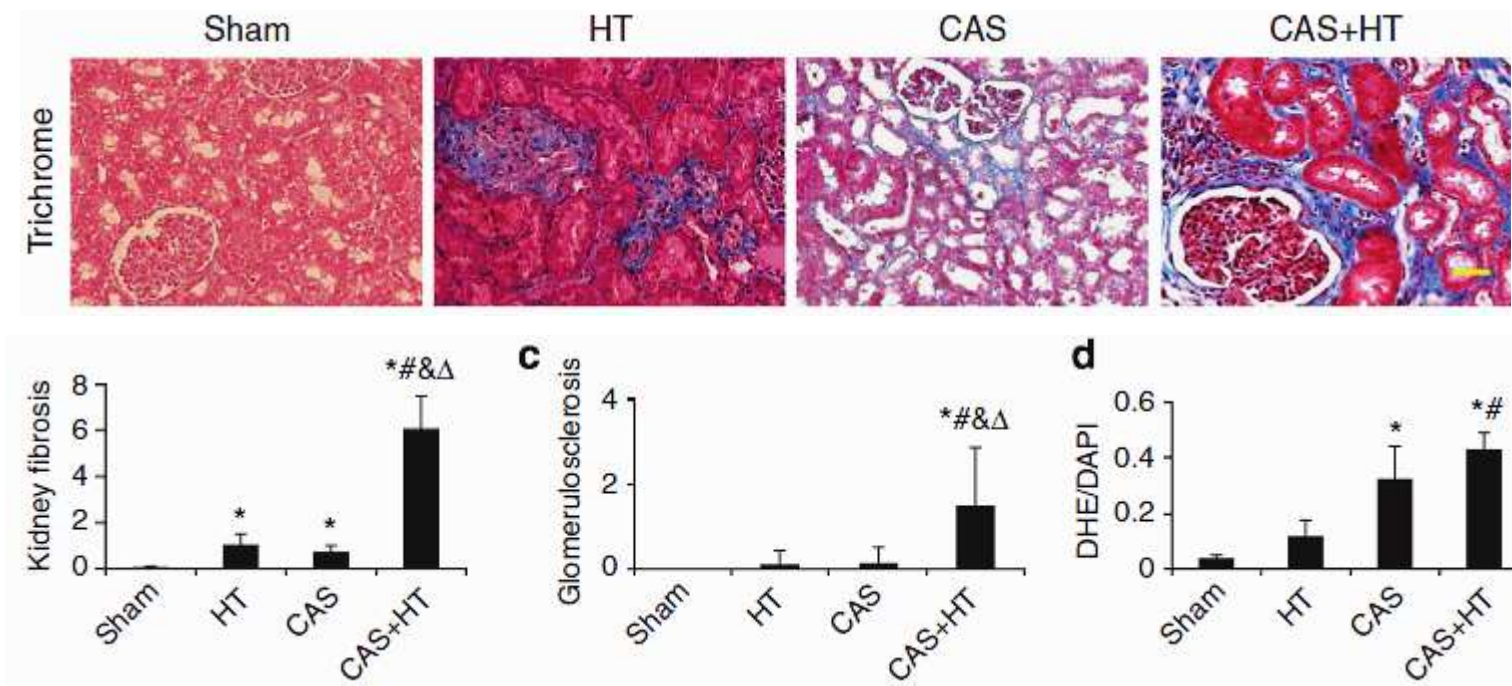 Sham HT CAS CAS+HT
Trichrome
Kidney fibrosis
8
6
4
2
0
*
*
*#&Δ
Sham HT CAS CAS+HT
c
Glomerulosclerosis
4
2
0
*#&Δ
Sham HT CAS CAS+HT
d
DHE/DAPI
0.6
0.4
0.2
0
*
*#
Sham HT CAS CAS+HT